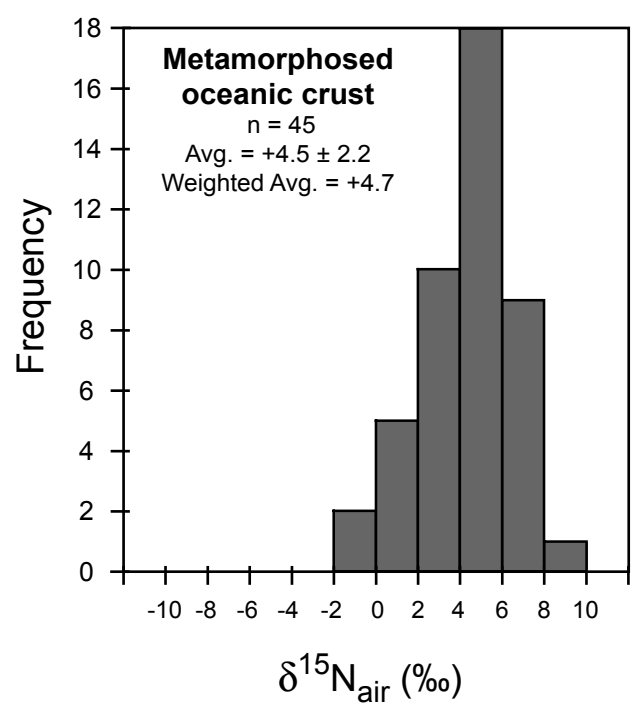 Metamorphosed
oceanic crust
n = 45
Avg. = +4.5 ± 2.2
Weighted Avg. = +4.7
Frequency
18
16
14
12
10
8
6
4
2
0
-10 -8 -6 -4 -2 0 2 4 6 8 10
δ¹⁵N_air (‰)